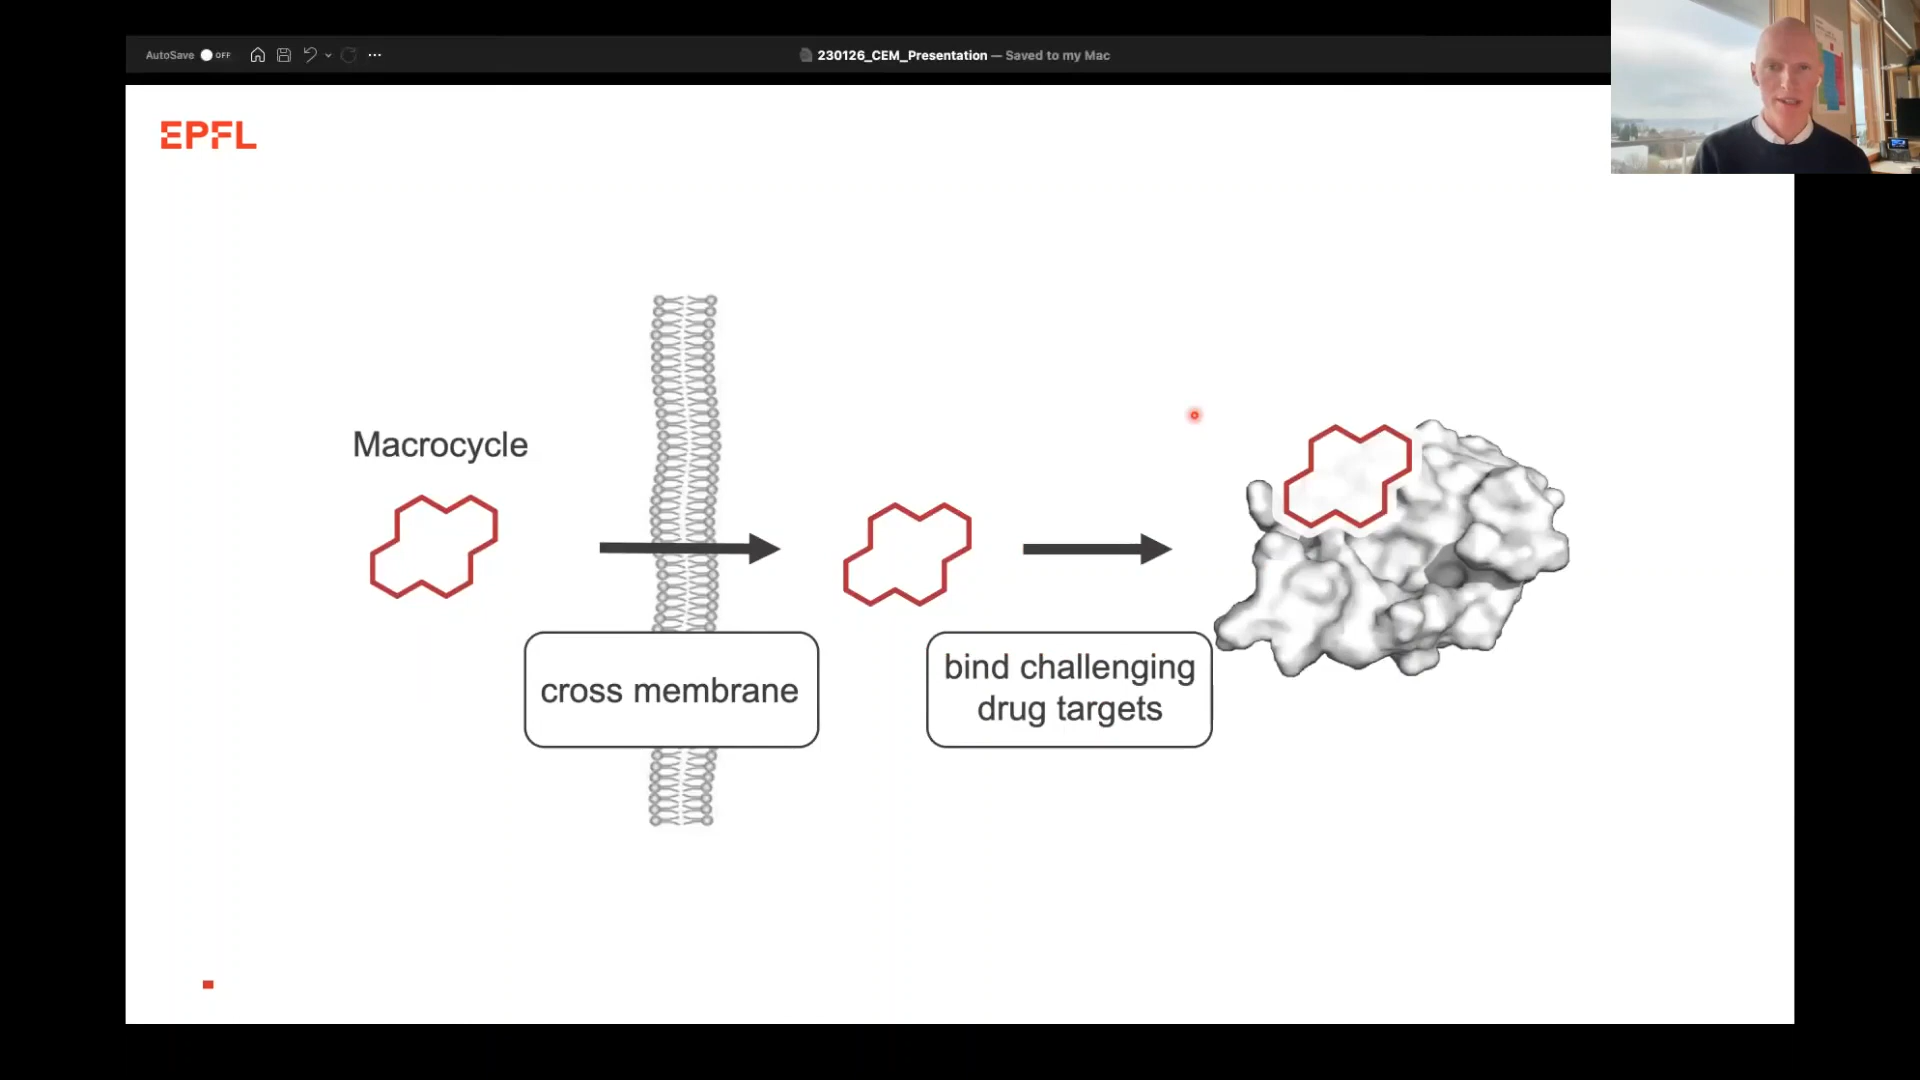 AutoSave OFF
230126_CEM_Presentation — Saved to my Mac
EPFL
Macrocycle
cross membrane
bind challenging
drug targets